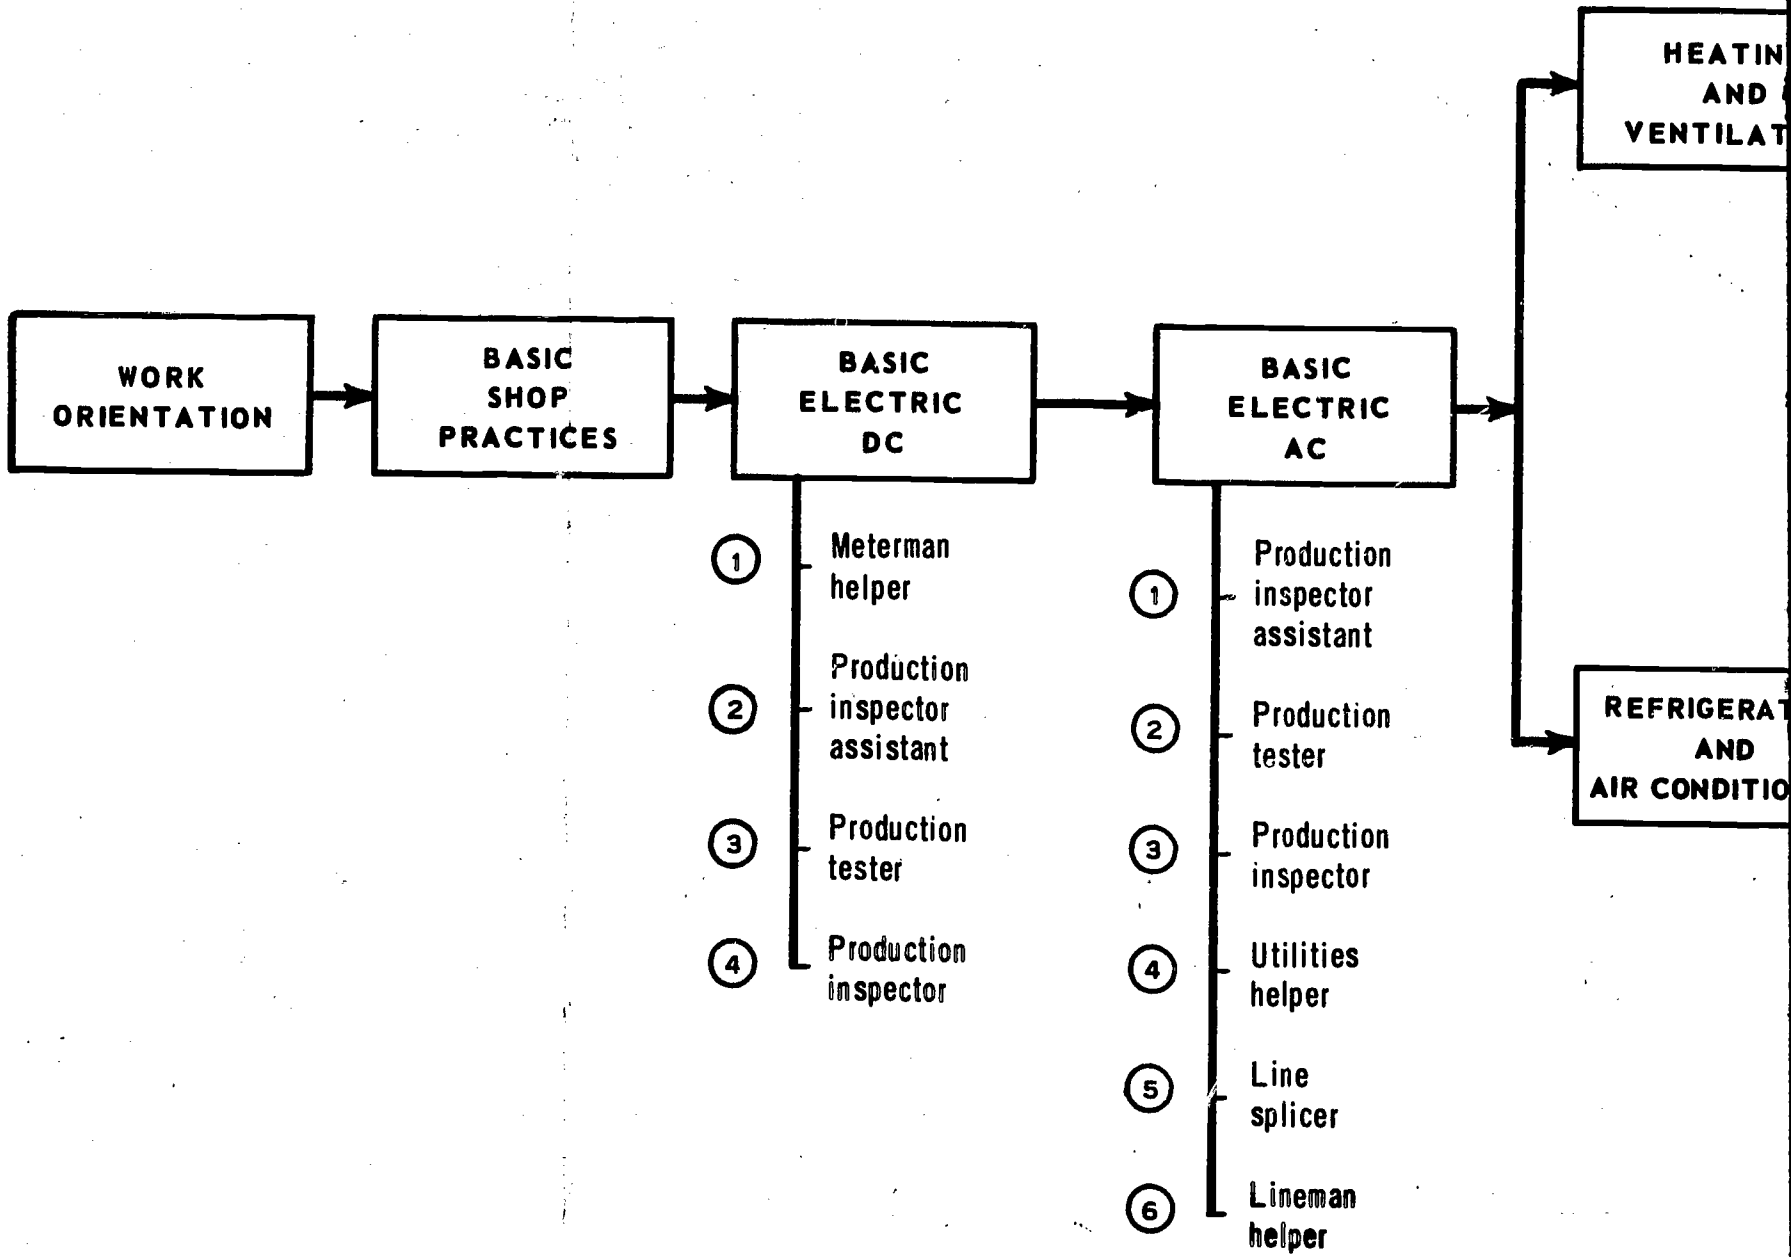 WORK
ORIENTATION
BASIC
SHOP
PRACTICES
BASIC
ELECTRIC
DC
1 Meterman
helper
2 Production
inspector
assistant
3 Production
tester
4 Production
inspector
BASIC
ELECTRIC
AC
1 Production
inspector
assistant
2 Production
tester
3 Production
inspector
4 Utilities
helper
5 Line
splicer
6 Lineman
helper
HEATIN
AND
VENTILAT
REFRIGERAT
AND
AIR CONDITIO